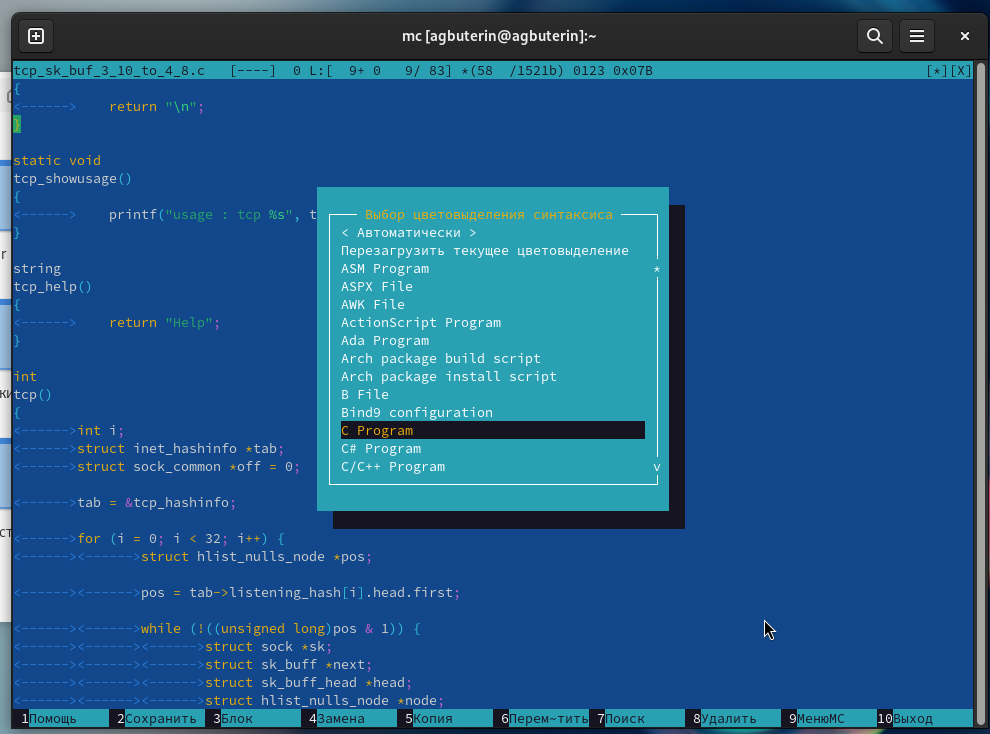 mc [agbuterin@agbuterin]:~
tcp_sk_buf_3_10_to_4_8.c   [----]  0 L:[  9+ 0   9/ 83] *(58  /1521b) 0123 0x07B   [*][X]
{
<------>    return "\n";
}
static void
tcp_showusage()
{
<------>    printf("usage : tcp %s", t
}
string
tcp_help()
{
<------>    return "Help";
}
int
tcp()
{
<------>int i;
<------>struct inet_hashinfo *tab;
<------>struct sock_common *off = 0;
<------>tab = &tcp_hashinfo;
<------>for (i = 0; i < 32; i++) {
<------><------>struct hlist_nulls_node *pos;
<------><------>pos = tab->listening_hash[i].head.first;
<------><------>while (!((unsigned long)pos & 1)) {
<------><------><------>struct sock *sk;
<------><------><------>struct sk_buff *next;
<------><------><------>struct sk_buff_head *head;
<------><------><------>struct hlist_nulls_node *node;
Выбор цветовыделения синтаксиса
< Автоматически >
Перезагрузить текущее цветовыделение
ASM Program
ASPX File
AWK File
ActionScript Program
Ada Program
Arch package build script
Arch package install script
B File
Bind9 configuration
C Program
C# Program
C/C++ Program
1Помощь 2Сохранить 3Блок 4Замена 5Копия 6Перем~тить 7Поиск 8Удалить 9МенюMC 10Выход